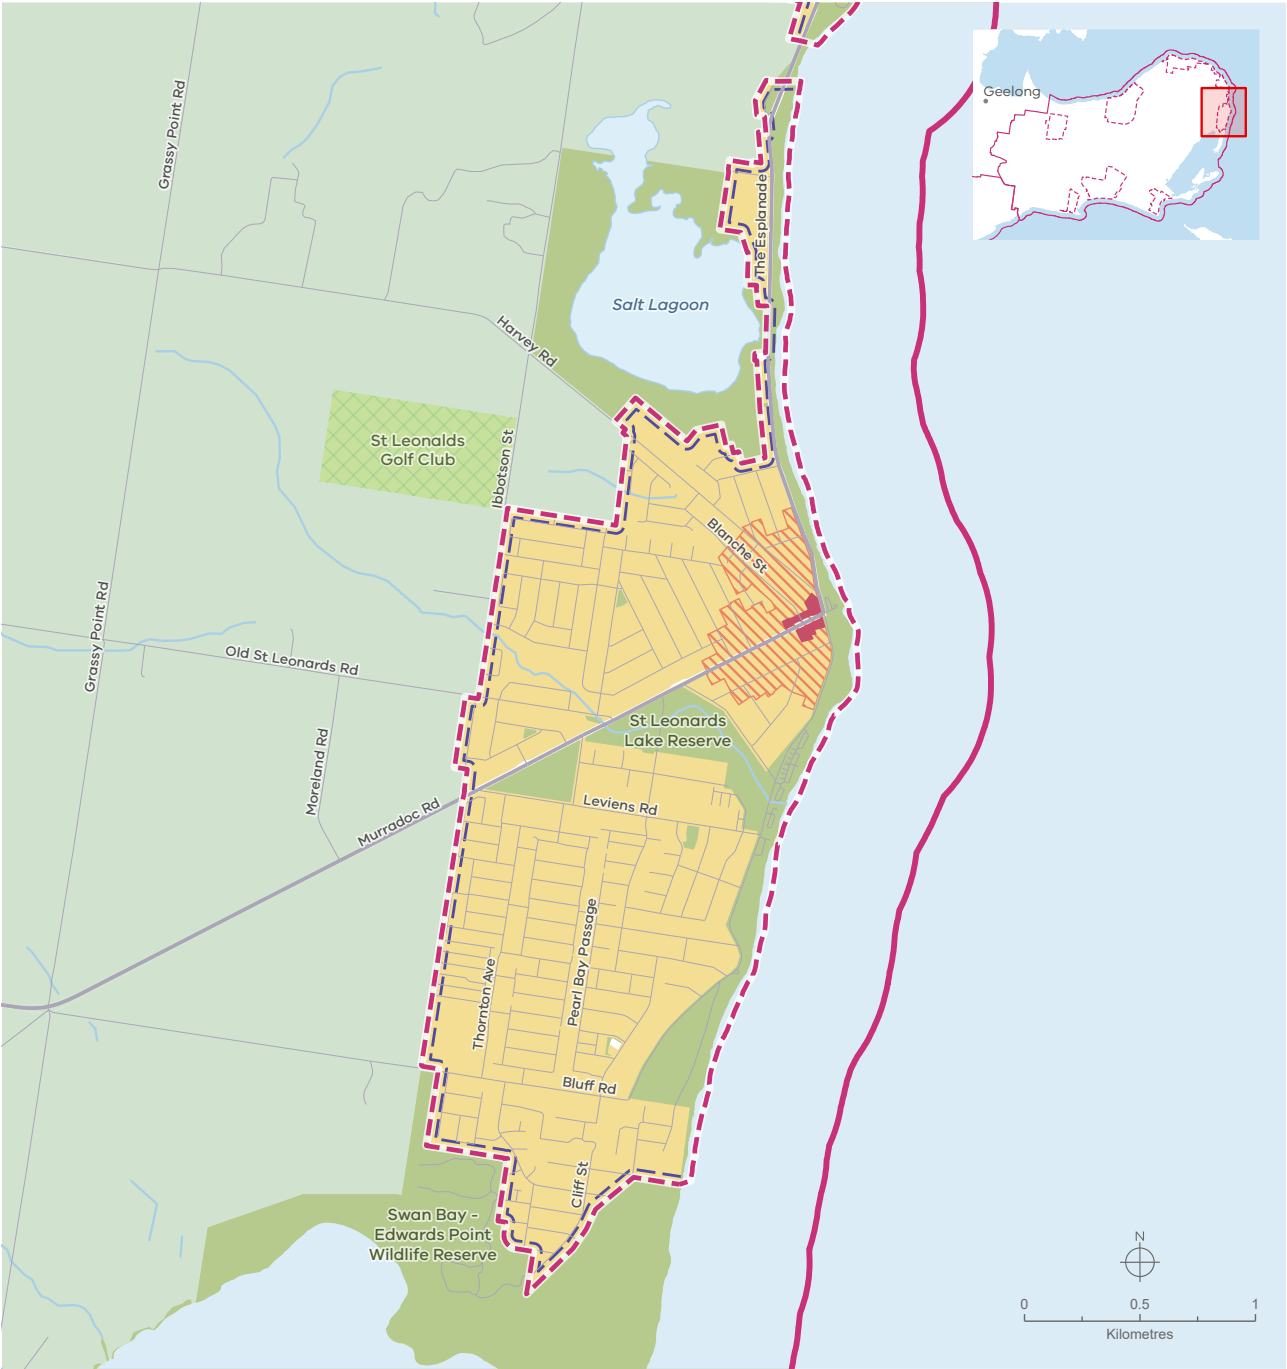 Geelong
Grassy Point Rd
The Esplanade
Salt Lagoon
Harvey Rd
St Leonalds
Golf Club
Ibbotson St
Blanche St
Grassy Point Rd
Old St Leonards Rd
St Leonards
Lake Reserve
Moreland Rd
Murradoc Rd
Leviens Rd
Pearl Bay Passage
Thornton Ave
Bluff Rd
Cliff St
Swan Bay -
Edwards Point
Wildlife Reserve
N
0 0.5 1
Kilometres